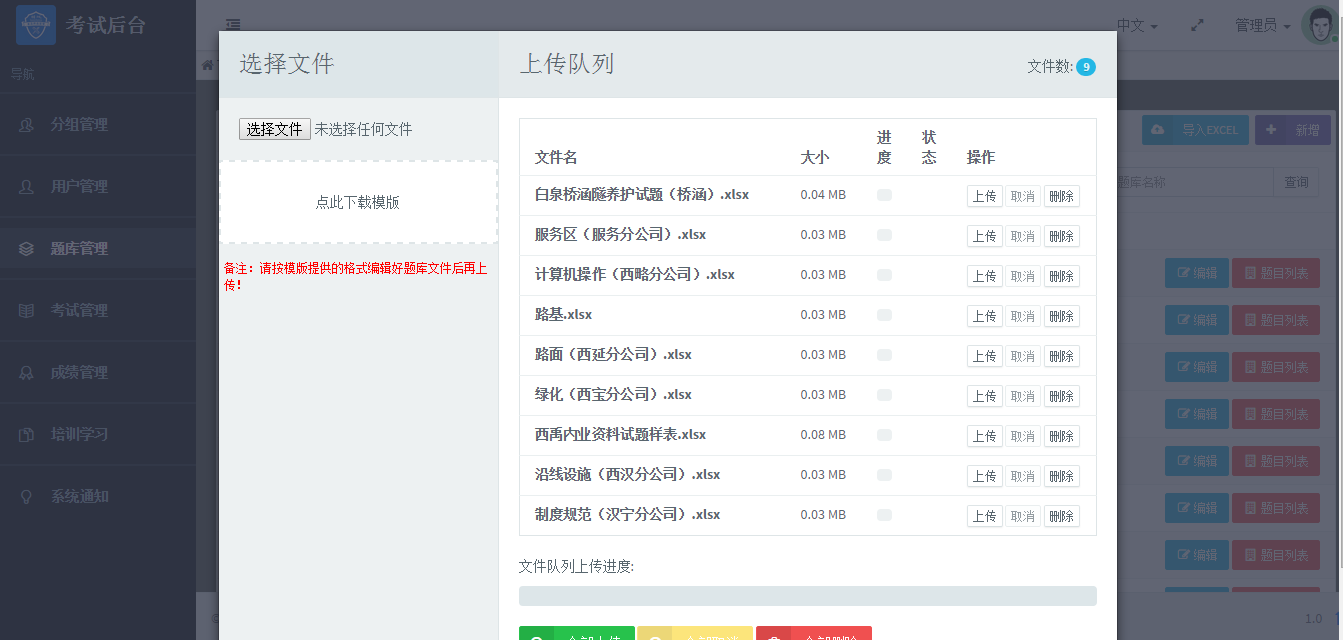 考试后台
导航
分组管理
用户管理
题库管理
考试管理
成绩管理
培训学习
系统通知
中文
管理员
导入EXCEL
新增
题库名称
查询
选择文件
选择文件 未选择任何文件
点此下载模版
备注：请按模版提供的格式编辑好题库文件后再上
传！
上传队列
文件数: 9
文件名 大小 进度 状态 操作
白泉桥涵隧养护试题（桥涵）.xlsx 0.04 MB 上传 取消 删除
服务区（服务分公司）.xlsx 0.03 MB 上传 取消 删除
计算机操作（西略分公司）.xlsx 0.03 MB 上传 取消 删除
路基.xlsx 0.03 MB 上传 取消 删除
路面（西延分公司）.xlsx 0.03 MB 上传 取消 删除
绿化（西宝分公司）.xlsx 0.03 MB 上传 取消 删除
西禹内业资料试题样表.xlsx 0.08 MB 上传 取消 删除
沿线设施（西汉分公司）.xlsx 0.03 MB 上传 取消 删除
制度规范（汉宁分公司）.xlsx 0.03 MB 上传 取消 删除
文件队列上传进度:
全部上传 全部取消 全部删除
编辑 题目列表
编辑 题目列表
编辑 题目列表
编辑 题目列表
编辑 题目列表
编辑 题目列表
编辑 题目列表
1.0